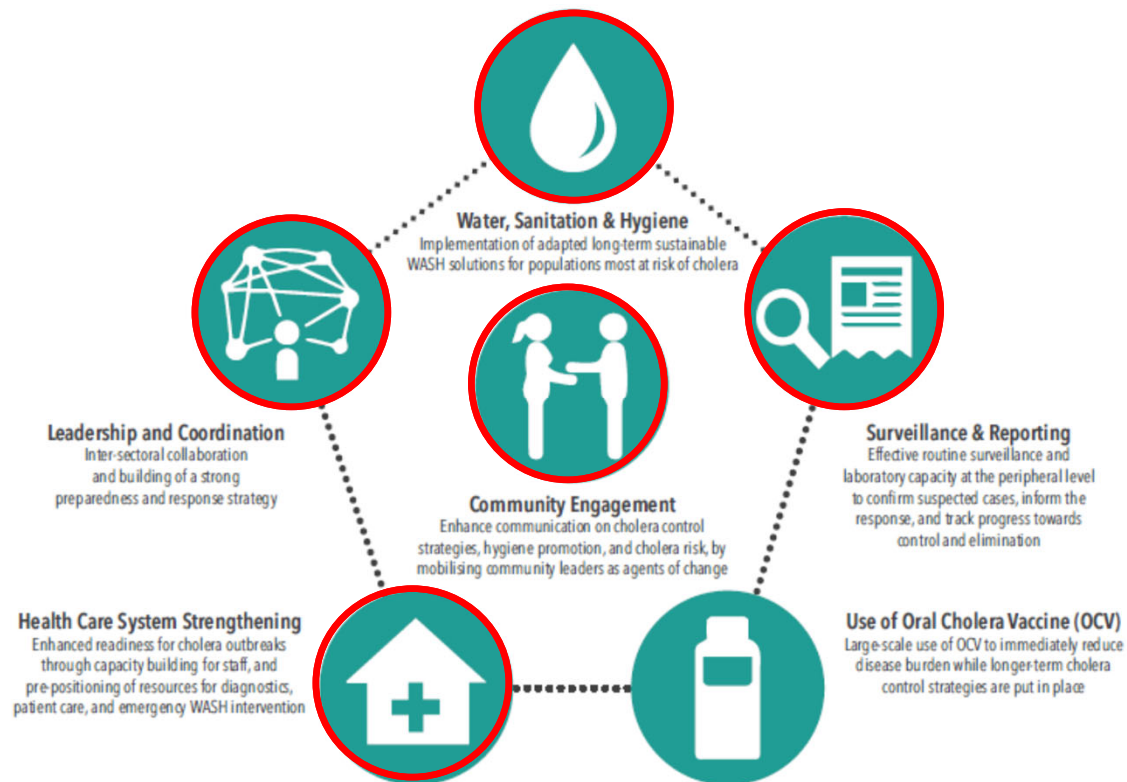 Water, Sanitation & Hygiene
Implementation of adapted long-term sustainable
WASH solutions for populations most at risk of cholera
Leadership and Coordination
Inter-sectoral collaboration
and building of a strong
preparedness and response strategy
Surveillance & Reporting
Effective routine surveillance and
laboratory capacity at the peripheral level
to confirm suspected cases, inform the
response, and track progress towards
control and elimination
Community Engagement
Enhance communication on cholera control
strategies, hygiene promotion, and cholera risk, by
mobilising community leaders as agents of change
Health Care System Strengthening
Enhanced readiness for cholera outbreaks
through capacity building for staff, and
pre-positioning of resources for diagnostics,
patient care, and emergency WASH intervention
Use of Oral Cholera Vaccine (OCV)
Large-scale use of OCV to immediately reduce
disease burden while longer-term cholera
control strategies are put in place